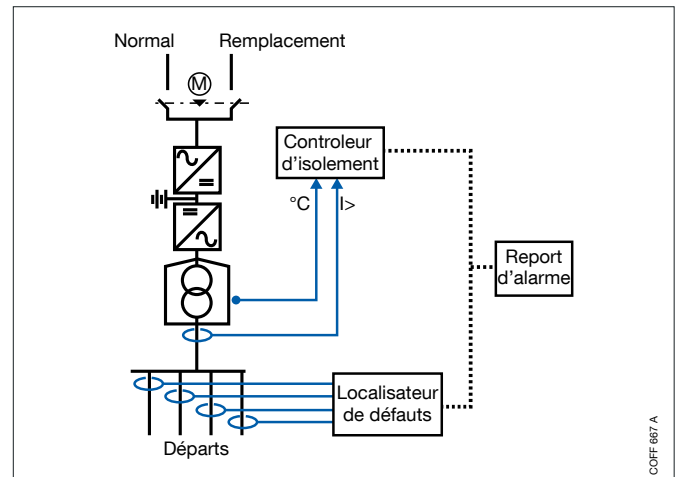 Normal Remplacement
M
Controleur
d'isolement
°C I>
Report
d'alarme
Localisateur
de défauts
Départs
COFF 667 A